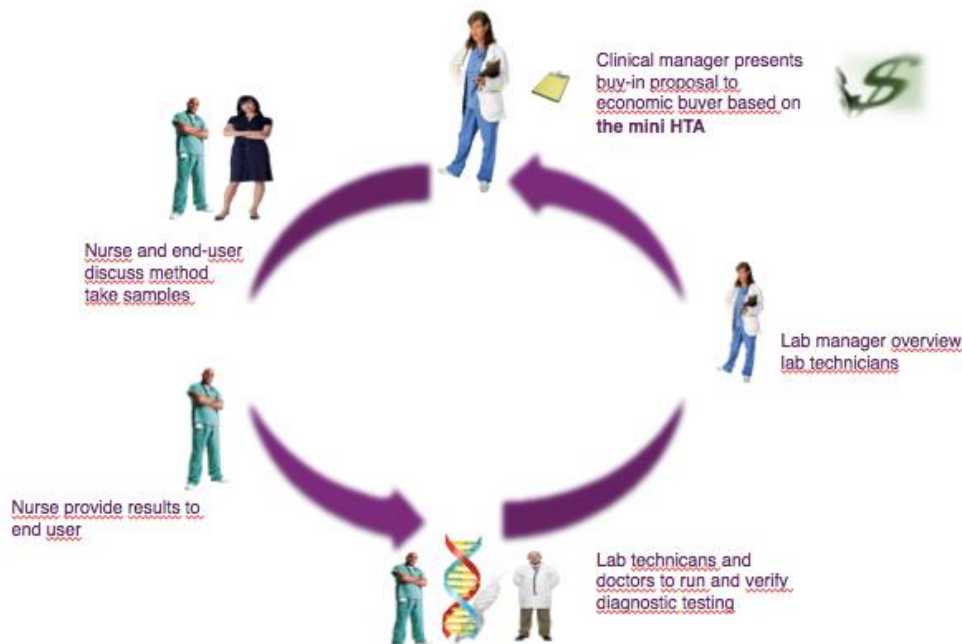 Clinical manager presents
buy-in proposal to
economic buyer based on
the mini HTA
Nurse and end-user
discuss method
take samples
Lab manager overview
lab technicians
Nurse provide results to
end user
Lab technicans and
doctors to run and verify
diagnostic testing